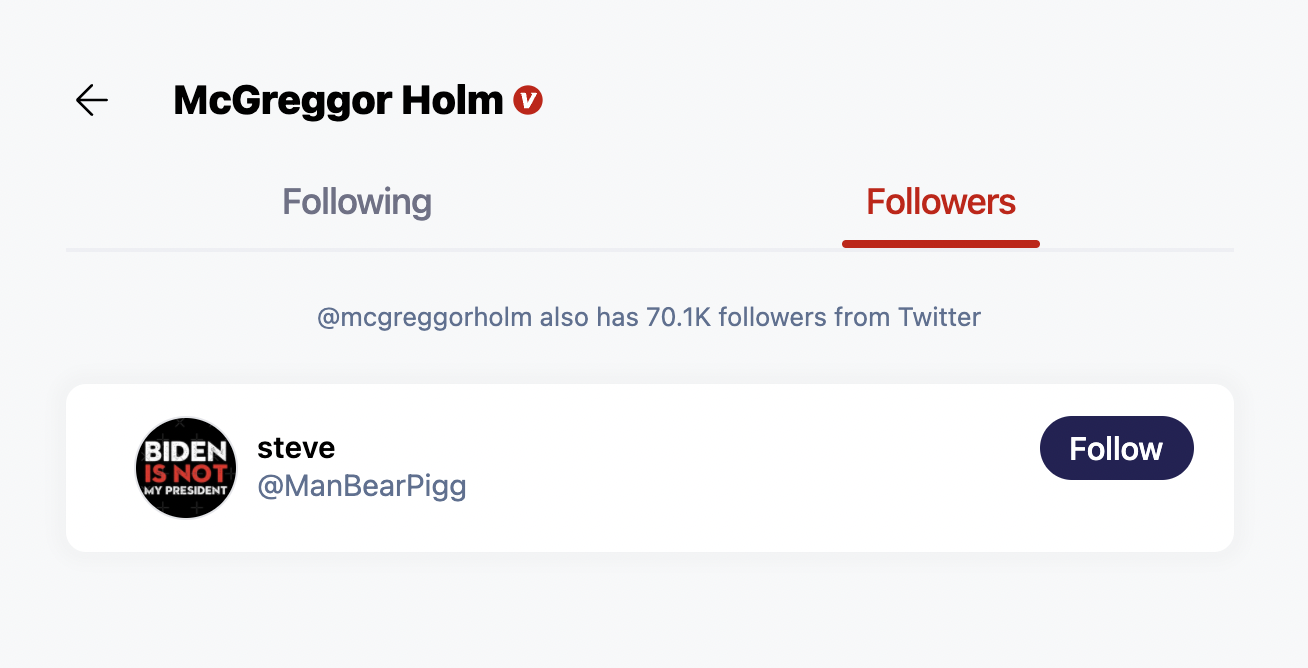 McGreggor Holm V
Following
Followers
@mcgreggorholm also has 70.1K followers from Twitter
BIDEN
IS NOT
MY PRESIDENT
steve
@ManBearPigg
Follow